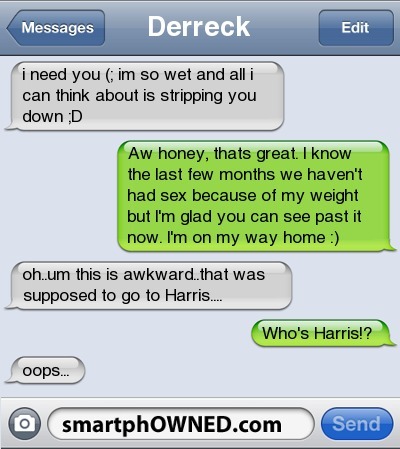 Messages
Derreck
Edit
i need you (; im so wet and all i
can think about is stripping you
down ;D
Aw honey, thats great. I know
the last few months we haven't
had sex because of my weight
but I'm glad you can see past it
now. I'm on my way home :)
oh..um this is awkward..that was
supposed to go to Harris....
Who's Harris!?
oops...
smartphOWNED.com
Send